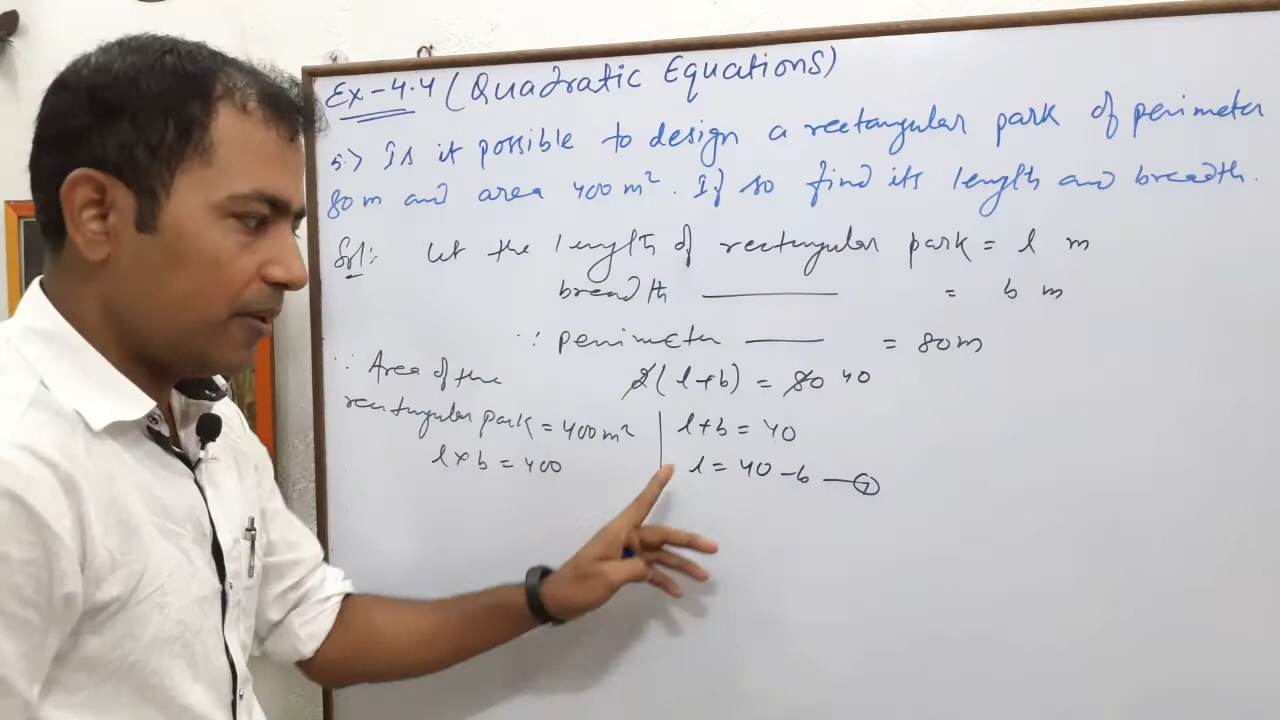 Ex-4.4 (Quadratic Equations)
5.> Is it possible to design a rectangular park of perimeter
80m and area 400 m². If so find its length and breadth.
Sol: Let the length of rectangular park = l m
breadth ——— = b m
∵ perimeter ——— = 80m
2(l+b) = 80 40
l+b = 40
l = 40 - b —①
∵ Area of the
rectangular park = 400m²
l × b = 400